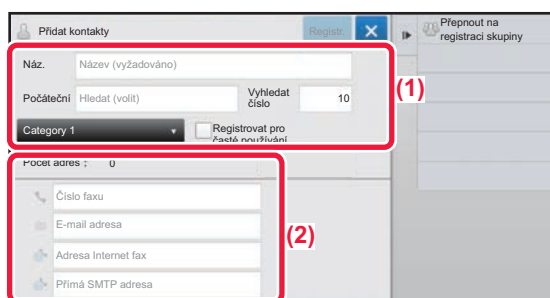 Přidat kontakty
Registr.
Přepnout na
registraci skupiny
Náz.
Název (vyžadováno)
(1)
Počáteční
Hledat (volit)
Vyhledat
číslo
10
Category 1
Registrovat pro
časté používání
Počet adres :
0
Číslo faxu
E-mail adresa
(2)
Adresa Internet fax
Přímá SMTP adresa